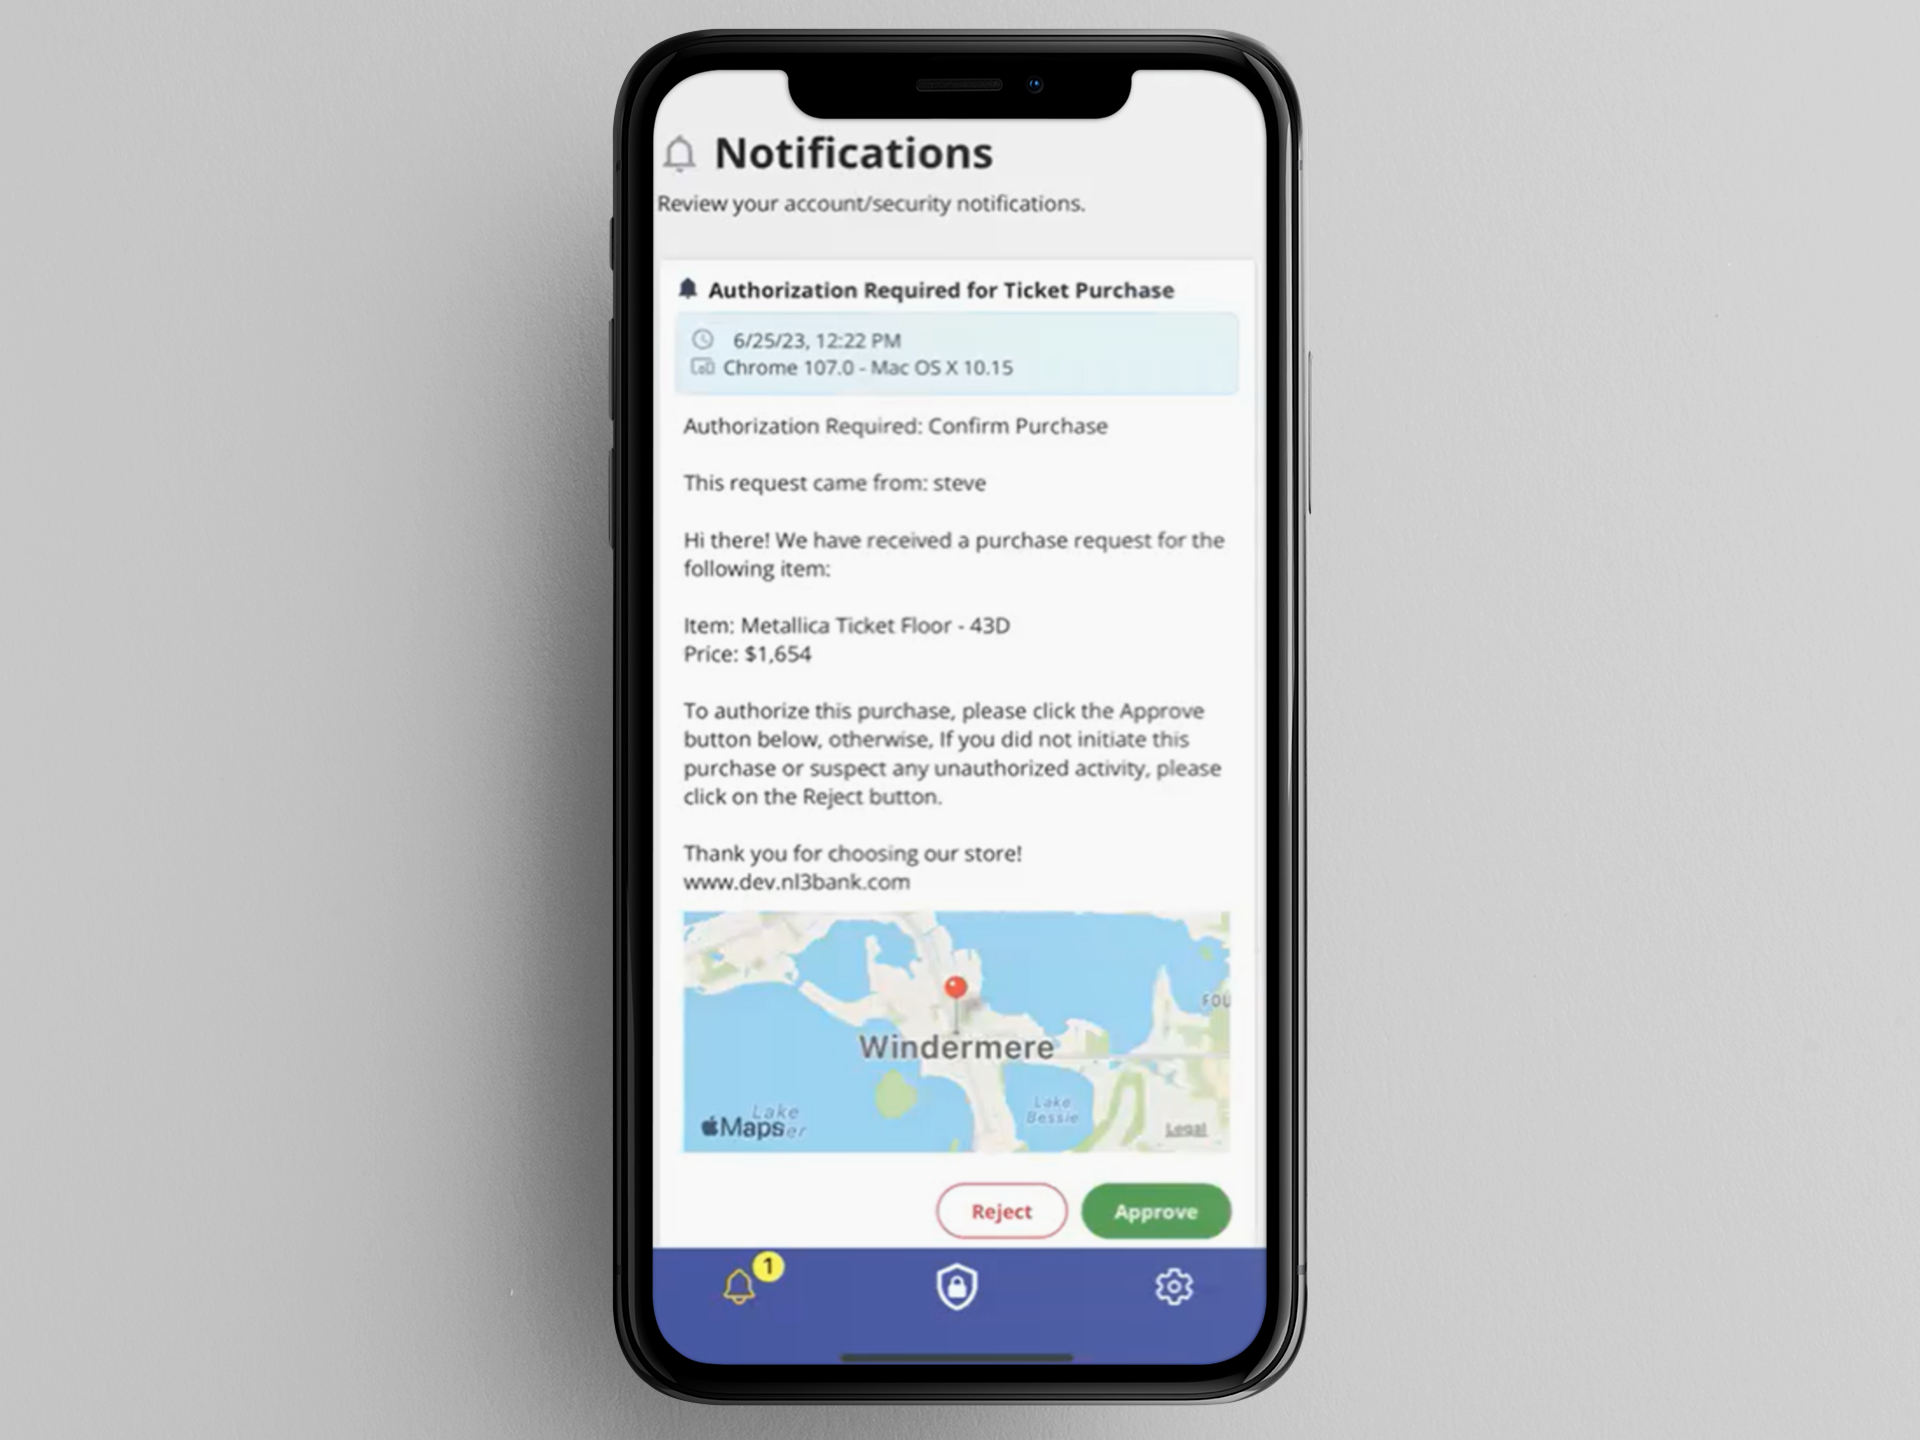 Notifications
Review your account/security notifications.
Authorization Required for Ticket Purchase
6/25/23, 12:22 PM
Chrome 107.0 - Mac OS X 10.15
Authorization Required: Confirm Purchase
This request came from: steve
Hi there! We have received a purchase request for the
following item:
Item: Metallica Ticket Floor - 43D
Price: $1,654
To authorize this purchase, please click the Approve
button below, otherwise, If you did not initiate this
purchase or suspect any unauthorized activity, please
click on the Reject button.
Thank you for choosing our store!
www.dev.nl3bank.com
FOU
Windermere
Lake
Bessie
Lake
Maps
er
Legal
Reject
Approve
1